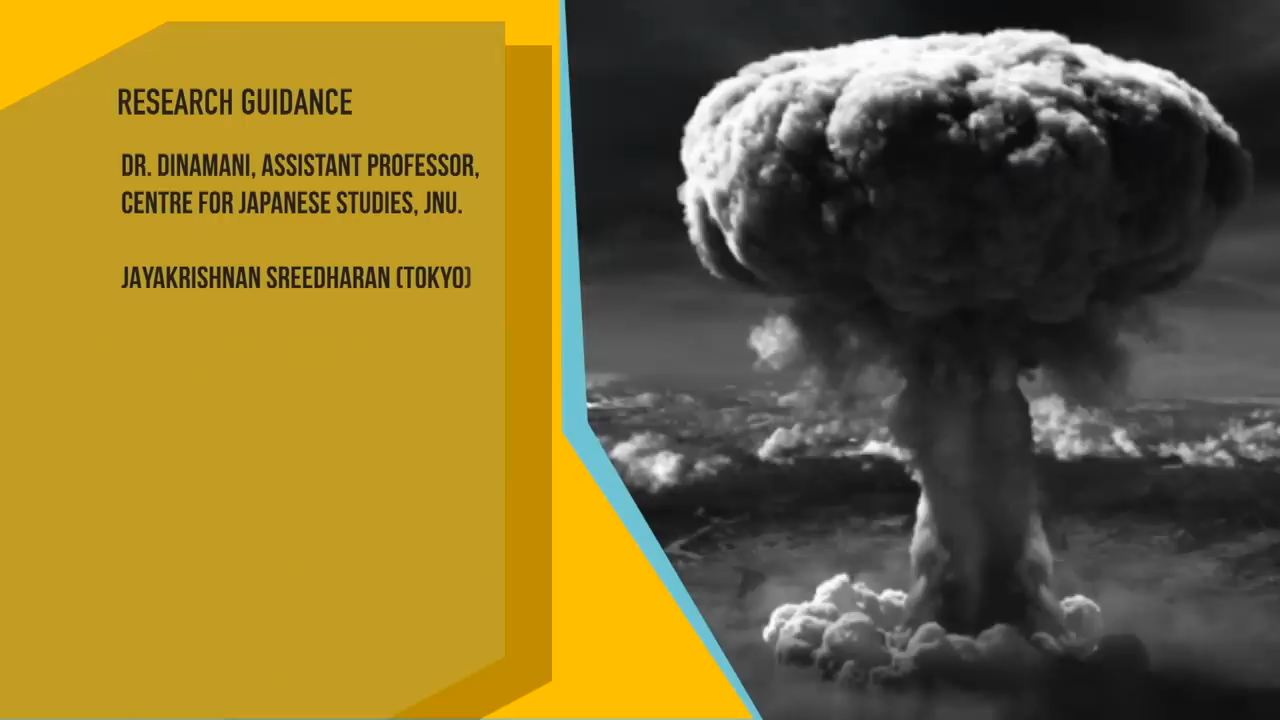 RESEARCH GUIDANCE
DR. DINAMANI, ASSISTANT PROFESSOR,
CENTRE FOR JAPANESE STUDIES, JNU.
JAYAKRISHNAN SREEDHARAN (TOKYO)